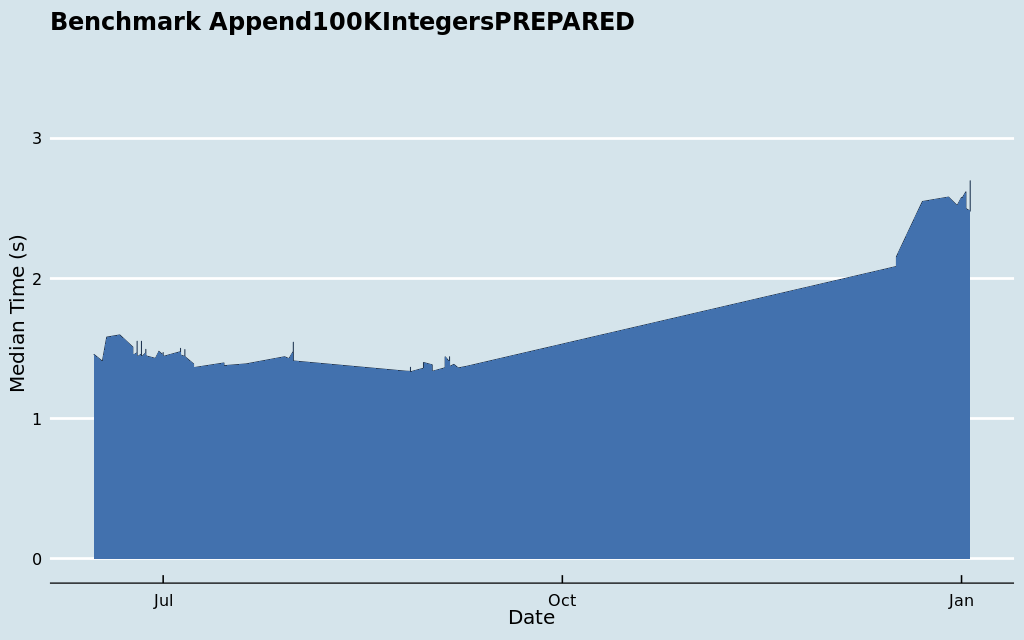 Benchmark Append100KIntegersPREPARED
Median Time (s)
3
2
1
0
Jul
Oct
Jan
Date